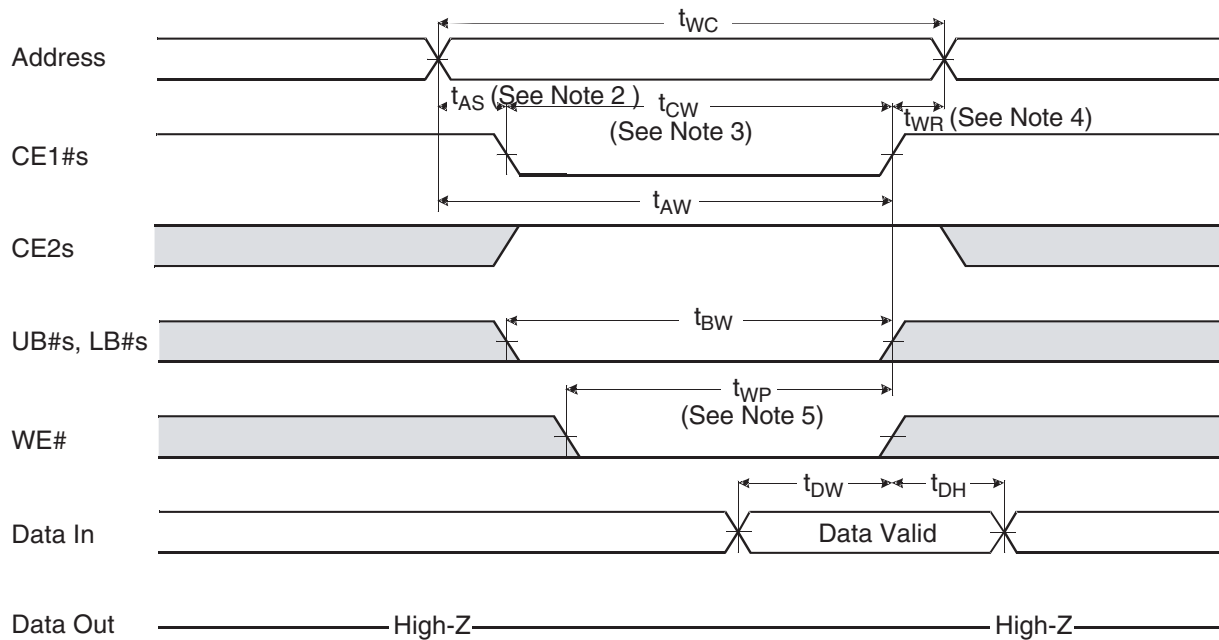 tWC
Address
tAS (See Note 2 )
tCW
(See Note 3)
tWR (See Note 4)
CE1#s
tAW
CE2s
tBW
UB#s, LB#s
tWP
(See Note 5)
WE#
tDW
tDH
Data In
Data Valid
Data Out
High-Z
High-Z